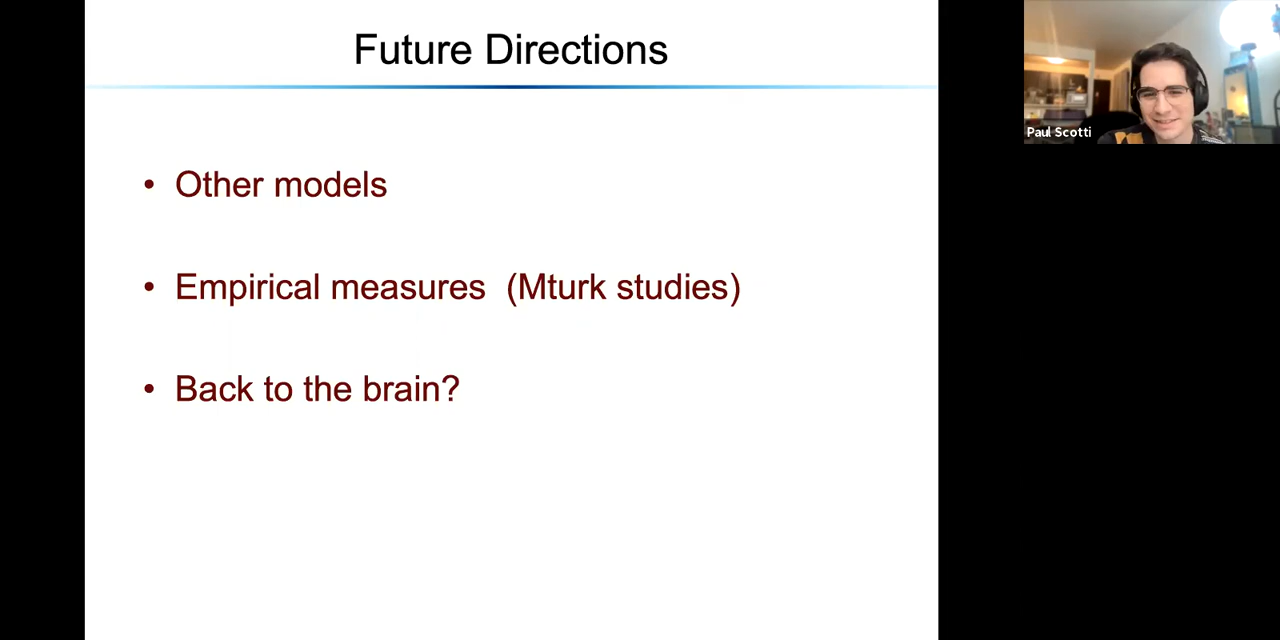 Future Directions
Paul Scotti
• Other models
• Empirical measures (Mturk studies)
• Back to the brain?